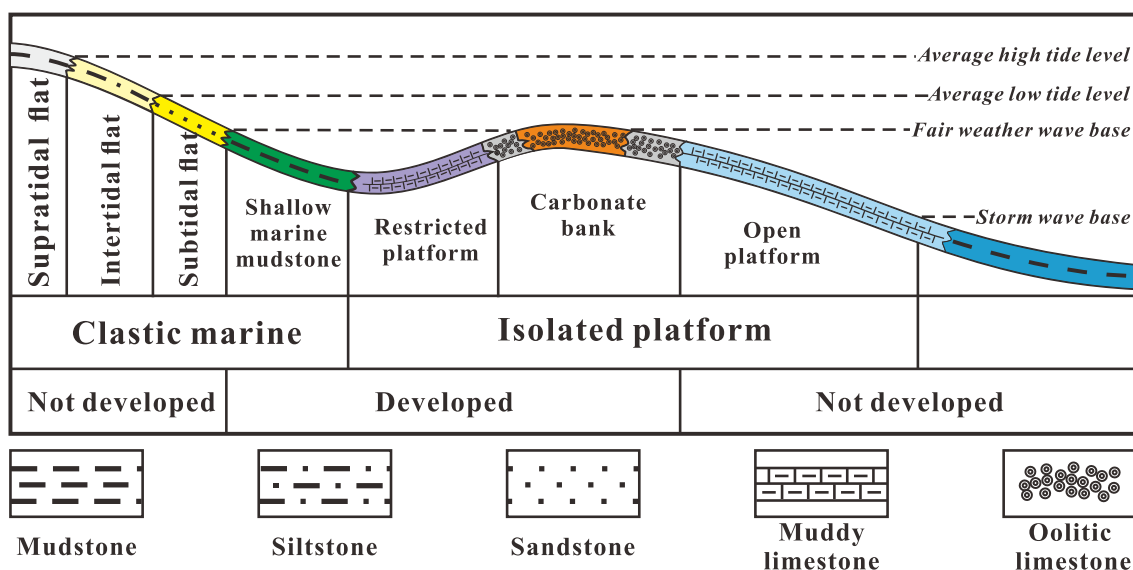 Average high tide level
Average low tide level
Fair weather wave base
Storm wave base
Supratidal flat
Intertidal flat
Subtidal flat
Shallow
marine
mudstone
Restricted
platform
Carbonate
bank
Open
platform
Clastic marine
Isolated platform
Not developed
Developed
Not developed
Mudstone
Siltstone
Sandstone
Muddy
limestone
Oolitic
limestone